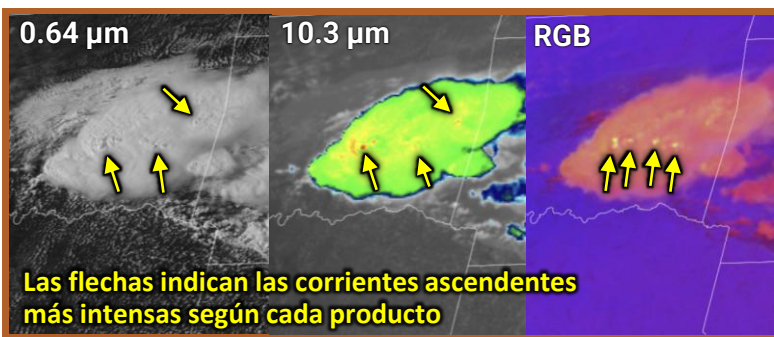 0.64 µm
10.3 µm
RGB
Las flechas indican las corrientes ascendentes
más intensas según cada producto